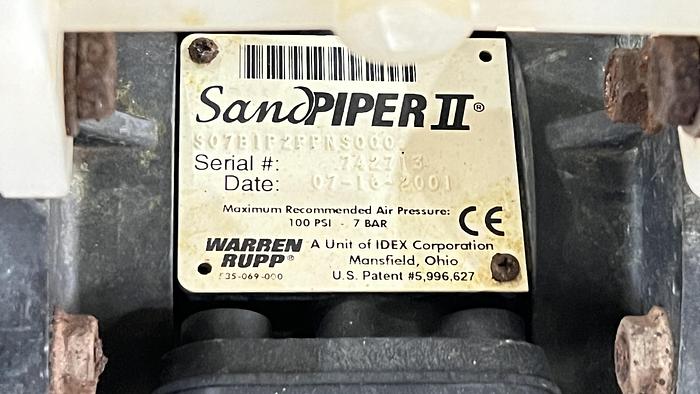 SandPIPER II®
S07B1P2PPNS000.
Serial #: 742713
Date: 07-16-2001
Maximum Recommended Air Pressure:
100 PSI - 7 BAR
CE
WARREN RUPP® A Unit of IDEX Corporation
Mansfield, Ohio
U.S. Patent #5,996,627
535-069-000